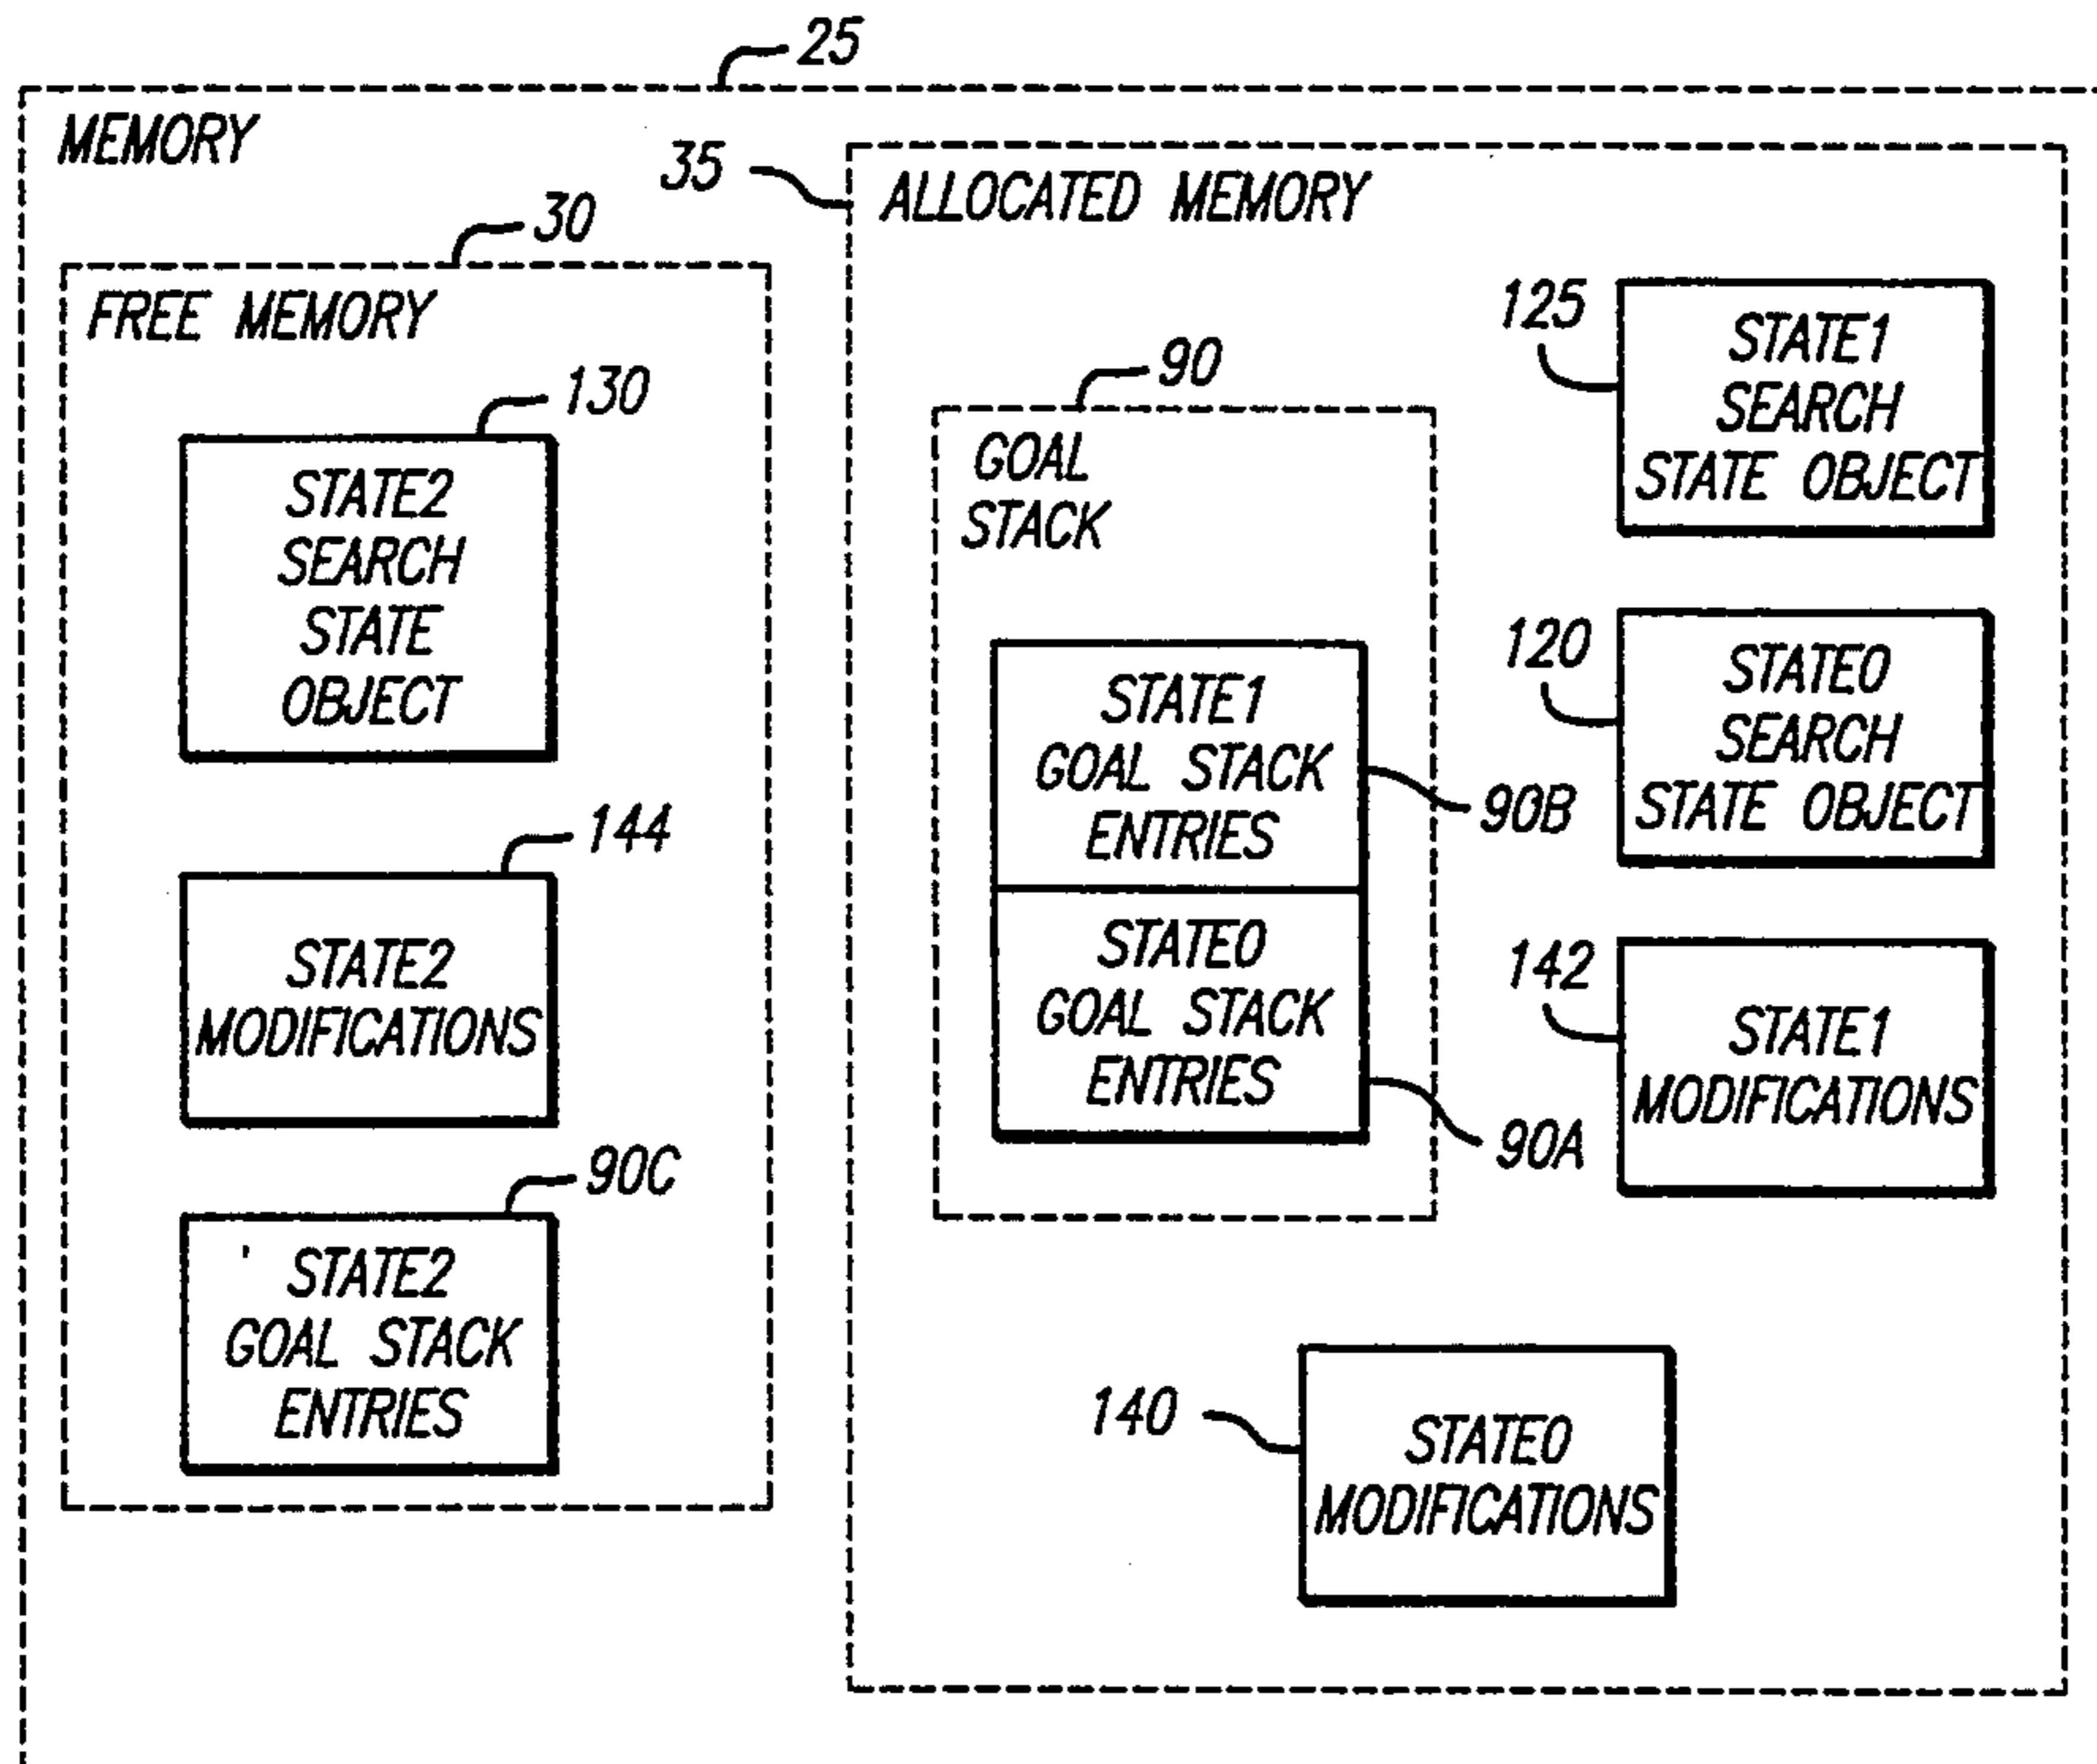 25
MEMORY
35
ALLOCATED MEMORY
30
FREE MEMORY
130
STATE2
SEARCH
STATE
OBJECT
144
STATE2
MODIFICATIONS
90C
STATE2
GOAL STACK
ENTRIES
90
GOAL
STACK
STATE1
GOAL STACK
ENTRIES
90B
STATE0
GOAL STACK
ENTRIES
90A
125
STATE1
SEARCH
STATE OBJECT
120
STATE0
SEARCH
STATE OBJECT
142
STATE1
MODIFICATIONS
140
STATE0
MODIFICATIONS